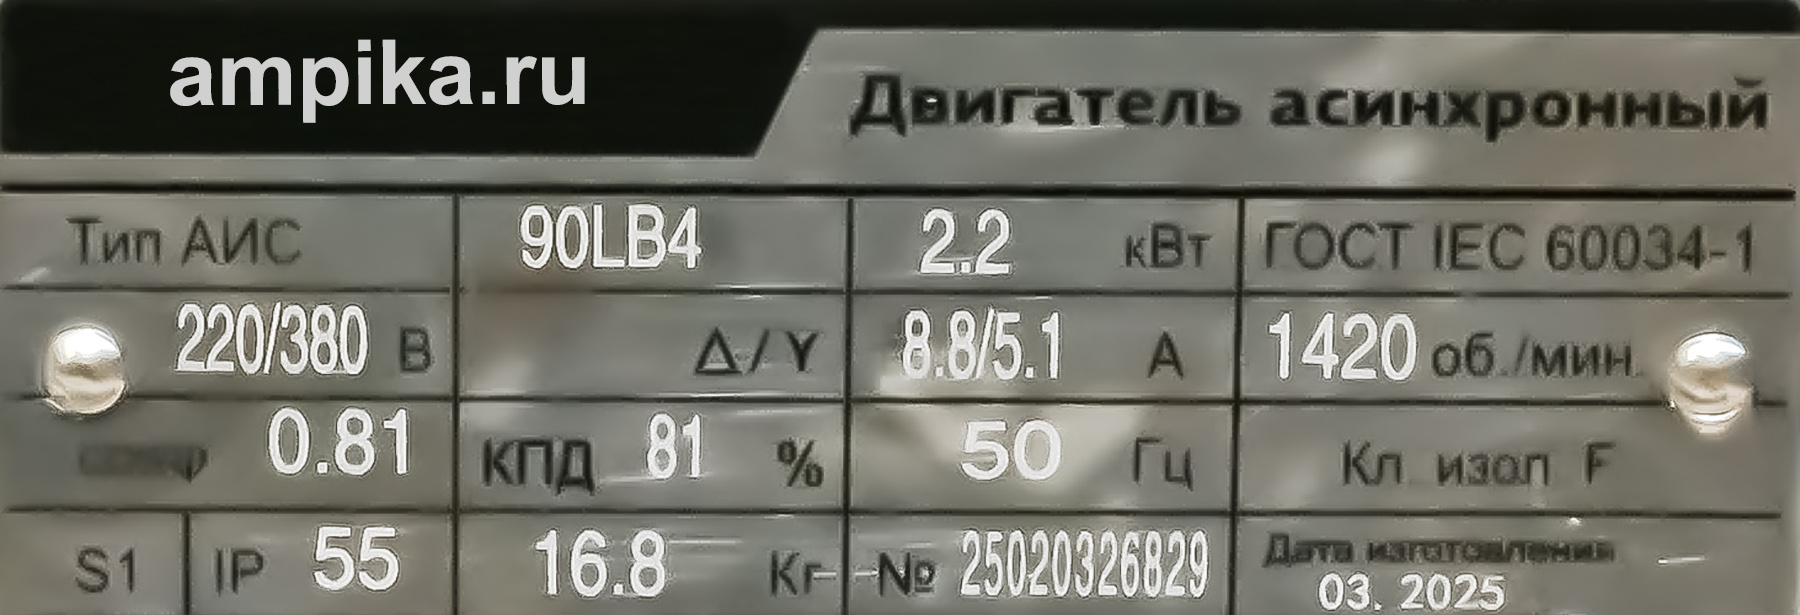 ampika.ru
Двигатель асинхронный
Тип АИС 90LB4 2.2 кВт ГОСТ IEC 60034-1
220/380 В Δ/Y 8.8/5.1 А 1420 об./мин.
0.81 КПД 81 % 50 Гц Кл изол F
S1 IP 55 16.8 Кг № 25020326829 Дата изготовления
03. 2025